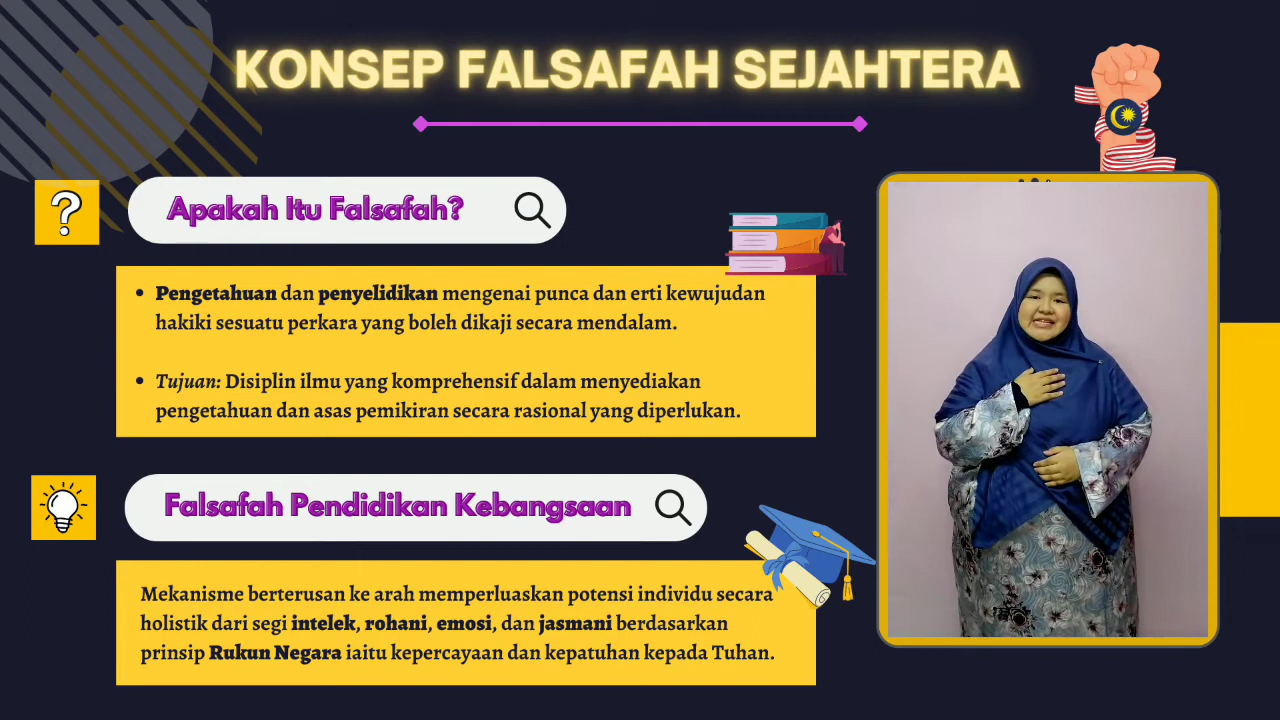 KONSEP FALSAFAH SEJAHTERA
?
Apakah Itu Falsafah?
• Pengetahuan dan penyelidikan mengenai punca dan erti kewujudan
hakiki sesuatu perkara yang boleh dikaji secara mendalam.
• Tujuan: Disiplin ilmu yang komprehensif dalam menyediakan
pengetahuan dan asas pemikiran secara rasional yang diperlukan.
Falsafah Pendidikan Kebangsaan
Mekanisme berterusan ke arah memperluaskan potensi individu secara
holistik dari segi intelek, rohani, emosi, dan jasmani berdasarkan
prinsip Rukun Negara iaitu kepercayaan dan kepatuhan kepada Tuhan.